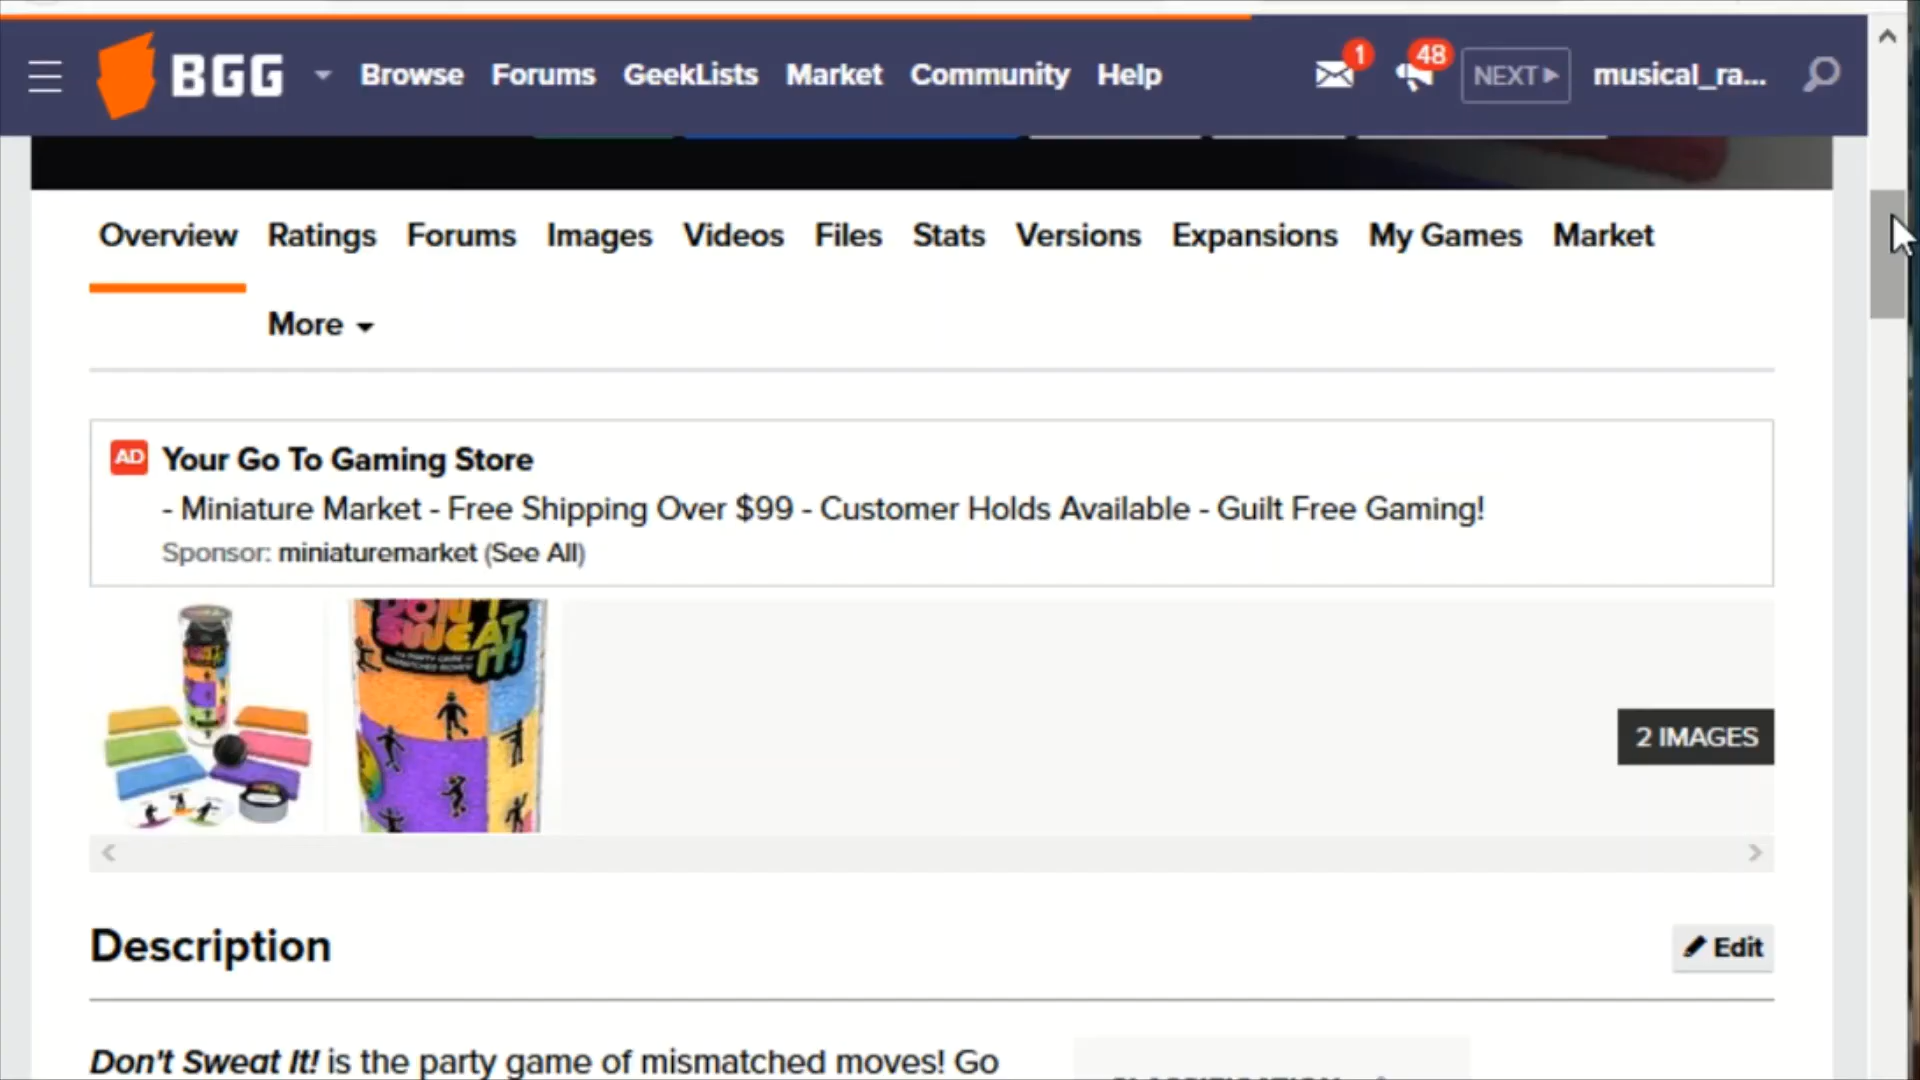 BGG Browse Forums GeekLists Market Community Help 1 48 NEXT musical_ra...
Overview Ratings Forums Images Videos Files Stats Versions Expansions My Games Market
More
AD Your Go To Gaming Store
- Miniature Market - Free Shipping Over $99 - Customer Holds Available - Guilt Free Gaming!
Sponsor: miniaturemarket (See All)
DON'T
SWEAT
IT!
2 IMAGES
Description
Edit
Don't Sweat It! is the party game of mismatched moves! Go